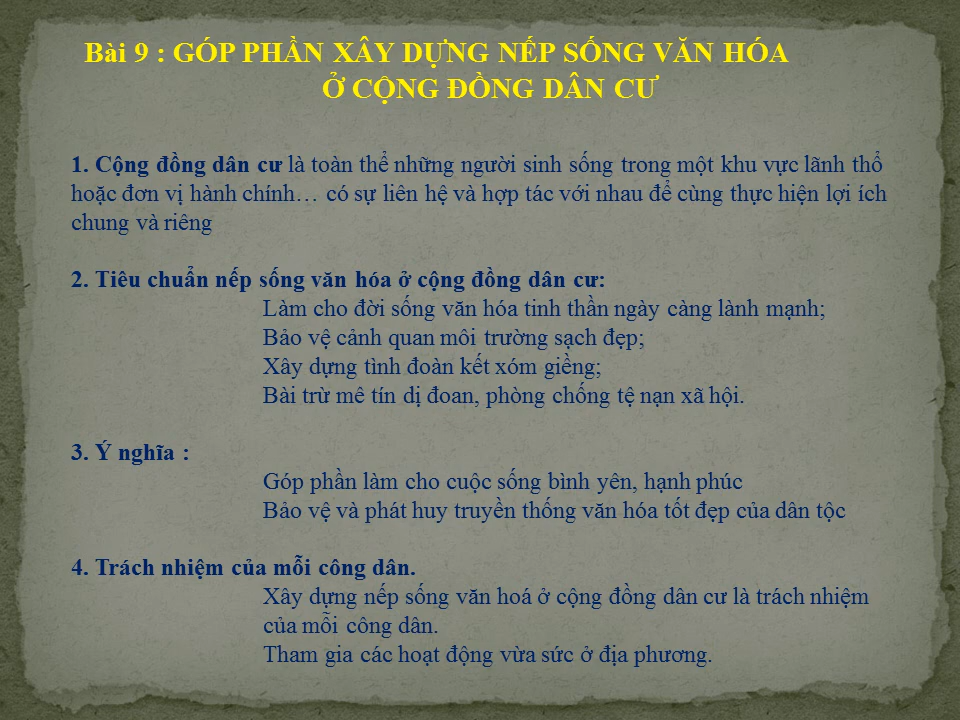 Bài 9 : GÓP PHẦN XÂY DỰNG NẾP SỐNG VĂN HÓA
Ở CỘNG ĐỒNG DÂN CƯ
1. Cộng đồng dân cư là toàn thể những người sinh sống trong một khu vực lãnh thổ
hoặc đơn vị hành chính… có sự liên hệ và hợp tác với nhau để cùng thực hiện lợi ích
chung và riêng
2. Tiêu chuẩn nếp sống văn hóa ở cộng đồng dân cư:
Làm cho đời sống văn hóa tinh thần ngày càng lành mạnh;
Bảo vệ cảnh quan môi trường sạch đẹp;
Xây dựng tình đoàn kết xóm giềng;
Bài trừ mê tín dị đoan, phòng chống tệ nạn xã hội.
3. Ý nghĩa :
Góp phần làm cho cuộc sống bình yên, hạnh phúc
Bảo vệ và phát huy truyền thống văn hóa tốt đẹp của dân tộc
4. Trách nhiệm của mỗi công dân.
Xây dựng nếp sống văn hoá ở cộng đồng dân cư là trách nhiệm
của mỗi công dân.
Tham gia các hoạt động vừa sức ở địa phương.